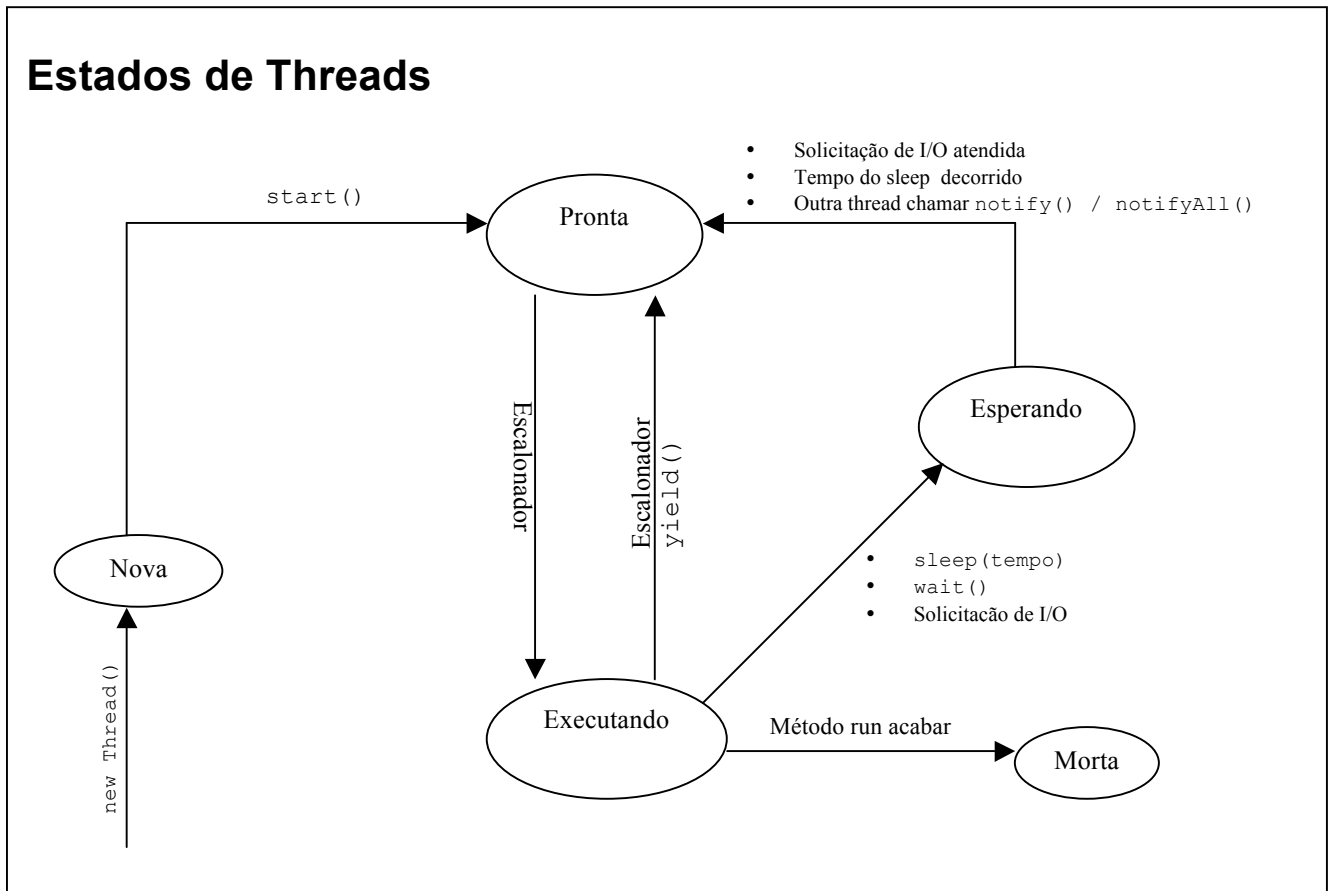 Estados de Threads
• Solicitação de I/O atendida
• Tempo do sleep decorrido
• Outra thread chamar notify() / notifyAll()
start()
Pronta
Escalonador
Escalonador
yield()
Esperando
Nova
• sleep(tempo)
• wait()
• Solicitação de I/O
new Thread()
Executando
Método run acabar
Morta